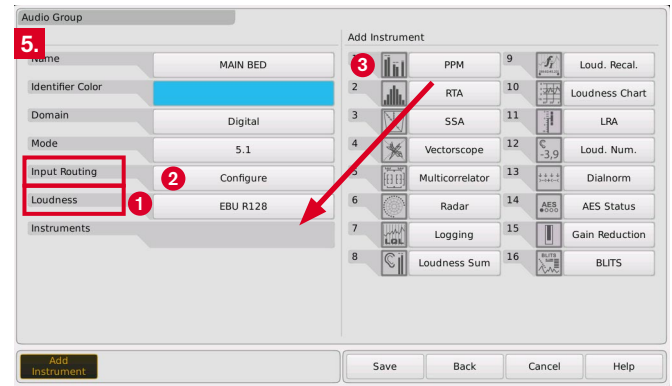 Audio Group
5.
Name
MAIN BED
Identifier Color
Domain
Digital
Mode
5.1
Input Routing
2
Configure
Loudness
1
EBU R128
Instruments
Add Instrument
3
PPM
2
RTA
3
SSA
4
Vectorscope
5
Multicorrelator
6
Radar
7
LQL
Logging
8
Loudness Sum
9
Loud. Recal.
10
Loudness Chart
11
LRA
12
-3,9
Loud. Num.
13
Dialnorm
14
AES
AES Status
15
Gain Reduction
16
BLITS
BLITS
Add
Instrument
Save
Back
Cancel
Help